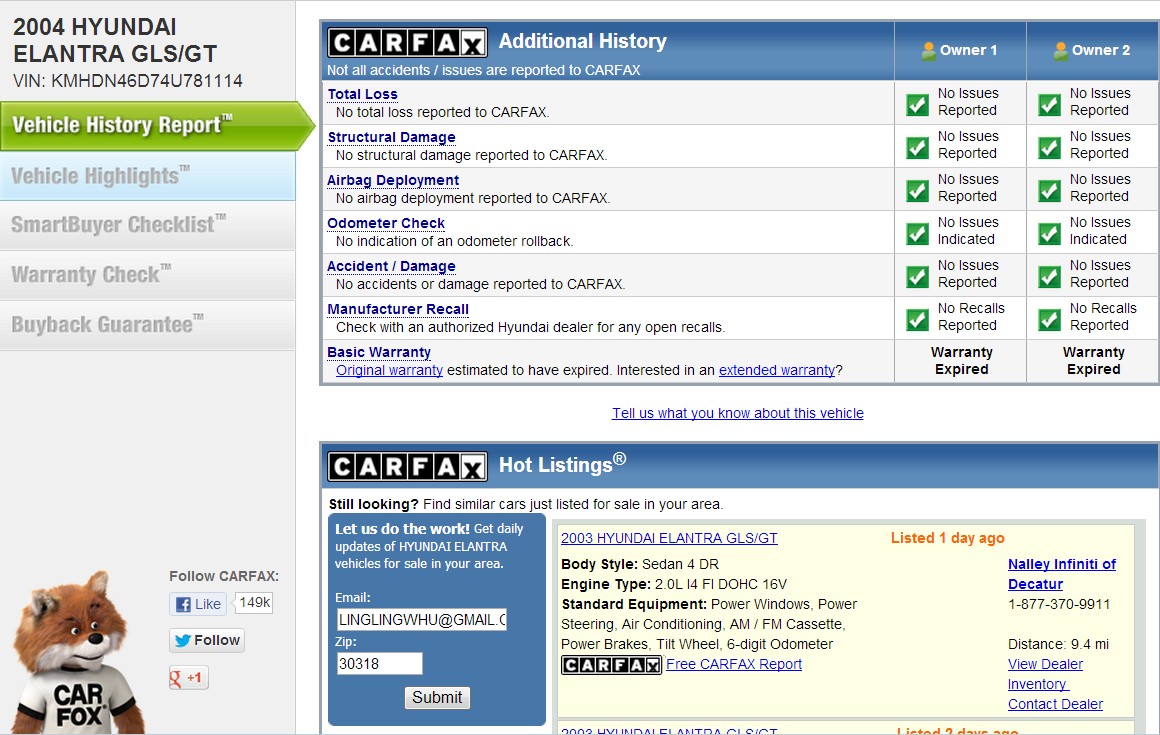 2004 HYUNDAI
ELANTRA GLS/GT
VIN: KMHDN46D74U781114
Vehicle History Report™
Vehicle Highlights™
SmartBuyer Checklist™
Warranty Check™
Buyback Guarantee™
Follow CARFAX:
Like 149k
Follow
g +1
CAR
FOX
CARFAX Additional History
Not all accidents / issues are reported to CARFAX
Owner 1
Owner 2
Total Loss
No total loss reported to CARFAX.
No Issues
Reported
No Issues
Reported
Structural Damage
No structural damage reported to CARFAX.
No Issues
Reported
No Issues
Reported
Airbag Deployment
No airbag deployment reported to CARFAX.
No Issues
Reported
No Issues
Reported
Odometer Check
No indication of an odometer rollback.
No Issues
Indicated
No Issues
Indicated
Accident / Damage
No accidents or damage reported to CARFAX.
No Issues
Reported
No Issues
Reported
Manufacturer Recall
Check with an authorized Hyundai dealer for any open recalls.
No Recalls
Reported
No Recalls
Reported
Basic Warranty
Original warranty estimated to have expired. Interested in an extended warranty?
Warranty
Expired
Warranty
Expired
Tell us what you know about this vehicle
CARFAX Hot Listings®
Still looking? Find similar cars just listed for sale in your area.
Let us do the work! Get daily
updates of HYUNDAI ELANTRA
vehicles for sale in your area.
Email:
LINGLINGWHU@GMAIL.C
Zip:
30318
Submit
2003 HYUNDAI ELANTRA GLS/GT
Listed 1 day ago
Body Style: Sedan 4 DR
Engine Type: 2.0L I4 FI DOHC 16V
Standard Equipment: Power Windows, Power
Steering, Air Conditioning, AM / FM Cassette,
Power Brakes, Tilt Wheel, 6-digit Odometer
CARFAX Free CARFAX Report
Nalley Infiniti of
Decatur
1-877-370-9911
Distance: 9.4 mi
View Dealer
Inventory
Contact Dealer
2003 HYUNDAI ELANTRA GLS/GT
Listed 2 days ago